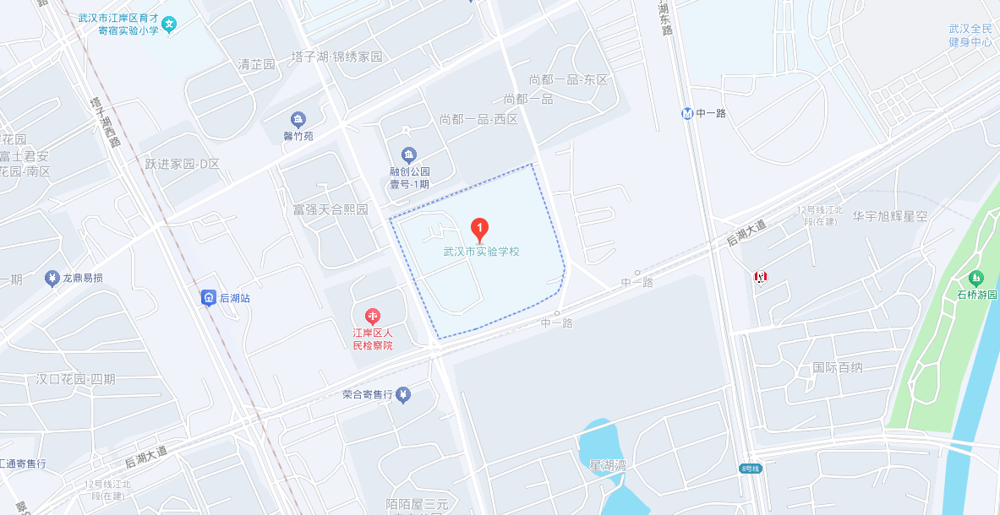 武汉市江岸区育才
寄宿实验小学
湖东路
武汉全民
健身中心
清芷园
塔子湖·锦绣家园
尚都一品-东区
尚都一品
尚都一品-西区
中一路
塔子湖西路
馨竹苑
花园
富士君安
花园-南区
跃进家园-D区
融创公园
壹号-1期
富强天合熙园
12号线江北
段(在建)
华宇旭辉星空
后湖大道
1
武汉市实验学校
一期
龙鼎易损
后湖站
中一路
石桥游园
中一路
江岸区人
民检察院
汉口花园-四期
国际百纳
荣合寄售行
后湖大道
汇通寄售行
星湖湾
8号线
12号线江北
段(在建)
陌陌屋三元